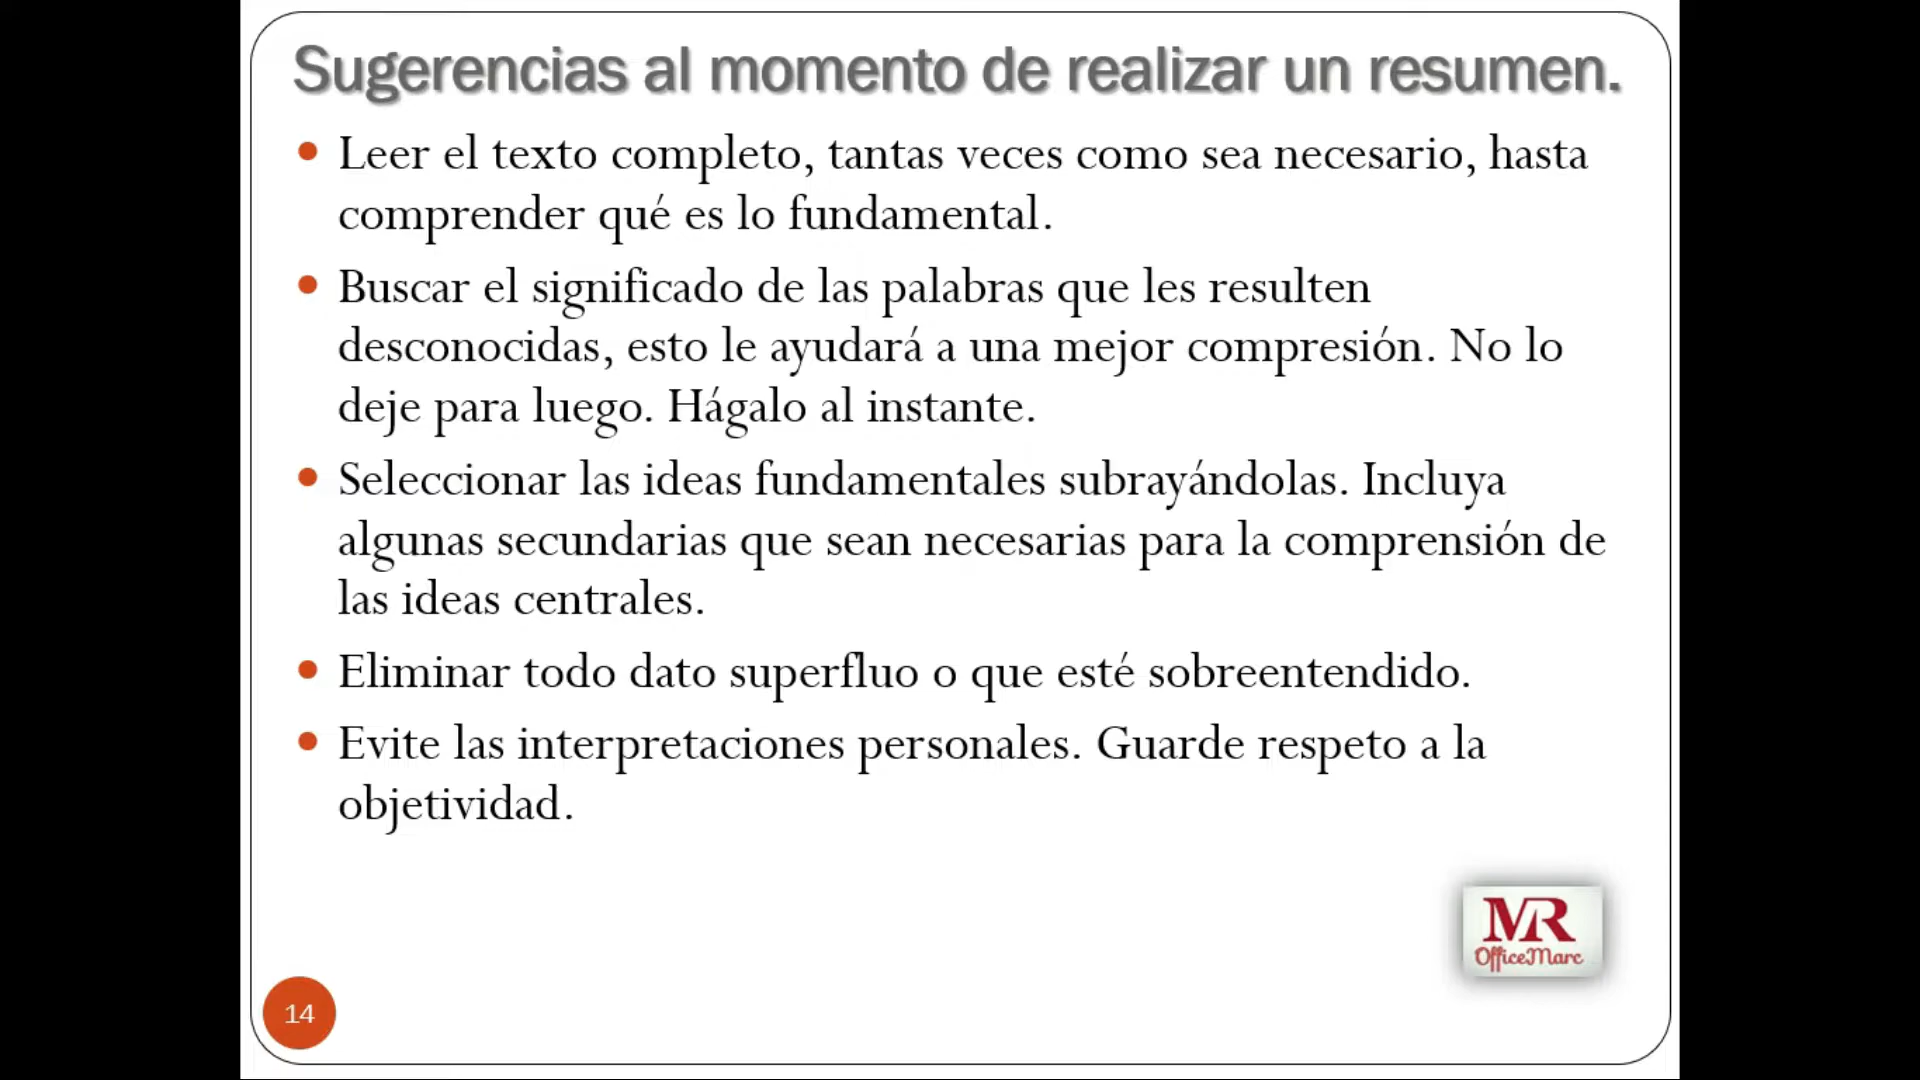 Sugerencias al momento de realizar un resumen.
• Leer el texto completo, tantas veces como sea necesario, hasta
comprender qué es lo fundamental.
• Buscar el significado de las palabras que les resulten
desconocidas, esto le ayudará a una mejor compresión. No lo
deje para luego. Hágalo al instante.
• Seleccionar las ideas fundamentales subrayándolas. Incluya
algunas secundarias que sean necesarias para la comprensión de
las ideas centrales.
• Eliminar todo dato superfluo o que esté sobreentendido.
• Evite las interpretaciones personales. Guarde respeto a la
objetividad.
MR
OfficeMarc
14